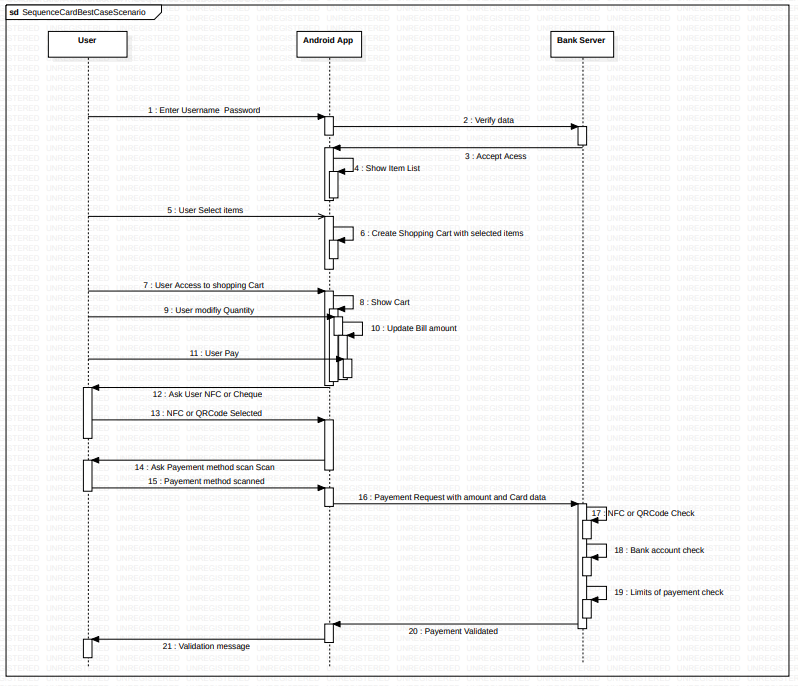 sd SequenceCardBestCaseScenario
User
Android App
Bank Server
1 : Enter Username  Password
2 : Verify data
3 : Accept Acess
4 : Show Item List
5 : User Select items
6 : Create Shopping Cart with selected items
7 : User Access to shopping Cart
8 : Show Cart
9 : User modifiy Quantity
10 : Update Bill amount
11 : User Pay
12 : Ask User NFC or Cheque
13 : NFC or QRCode Selected
14 : Ask Payement method scan Scan
15 : Payement method scanned
16 : Payement Request with amount and Card data
17 : NFC or QRCode Check
18 : Bank account check
19 : Limits of payement check
20 : Payement Validated
21 : Validation message